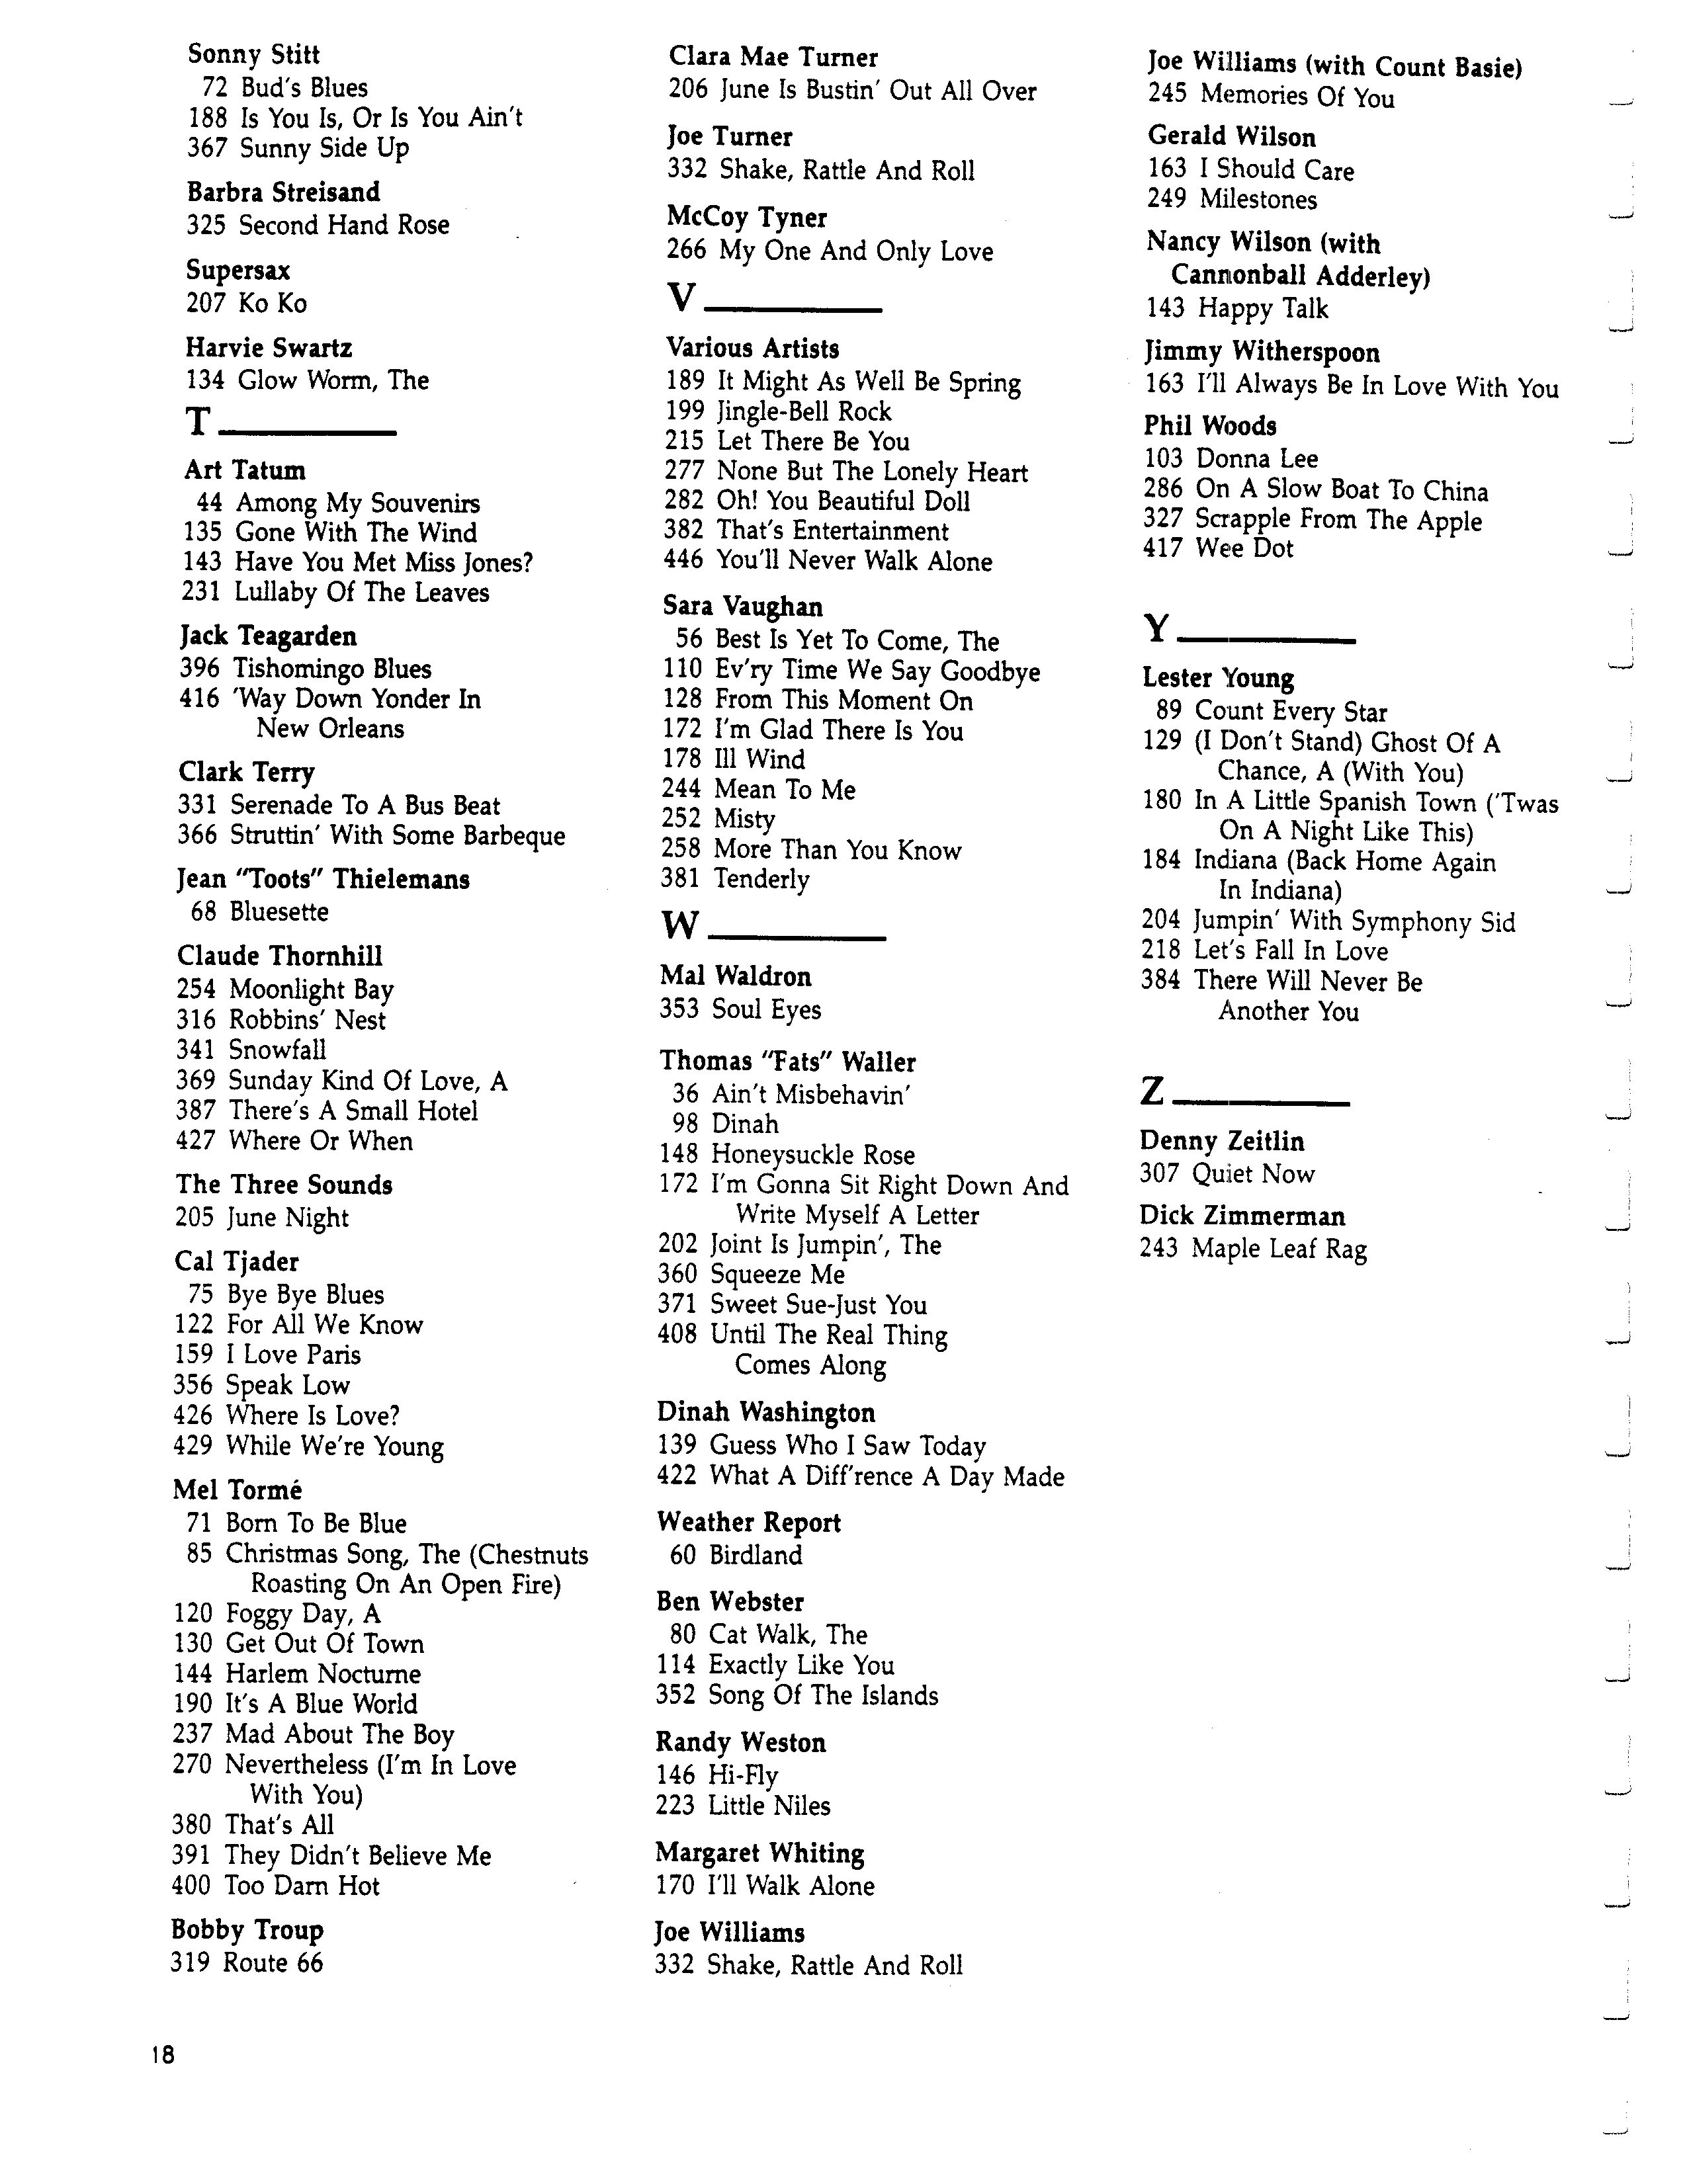 Sonny Stitt
72 Bud's Blues
188 Is You Is, Or Is You Ain't
367 Sunny Side Up
Barbra Streisand
325 Second Hand Rose
Supersax
207 Ko Ko
Harvie Swartz
134 Glow Worm, The
T
Art Tatum
44 Among My Souvenirs
135 Gone With The Wind
143 Have You Met Miss Jones?
231 Lullaby Of The Leaves
Jack Teagarden
396 Tishomingo Blues
416 'Way Down Yonder In
New Orleans
Clark Terry
331 Serenade To A Bus Beat
366 Struttin' With Some Barbeque
Jean "Toots" Thielemans
68 Bluesette
Claude Thornhill
254 Moonlight Bay
316 Robbins' Nest
341 Snowfall
369 Sunday Kind Of Love, A
387 There's A Small Hotel
427 Where Or When
The Three Sounds
205 June Night
Cal Tjader
75 Bye Bye Blues
122 For All We Know
159 I Love Paris
356 Speak Low
426 Where Is Love?
429 While We're Young
Mel Tormé
71 Born To Be Blue
85 Christmas Song, The (Chestnuts
Roasting On An Open Fire)
120 Foggy Day, A
130 Get Out Of Town
144 Harlem Nocturne
190 It's A Blue World
237 Mad About The Boy
270 Nevertheless (I'm In Love
With You)
380 That's All
391 They Didn't Believe Me
400 Too Darn Hot
Bobby Troup
319 Route 66
Clara Mae Turner
206 June Is Bustin' Out All Over
Joe Turner
332 Shake, Rattle And Roll
McCoy Tyner
266 My One And Only Love
V
Various Artists
189 It Might As Well Be Spring
199 Jingle-Bell Rock
215 Let There Be You
277 None But The Lonely Heart
282 Oh! You Beautiful Doll
382 That's Entertainment
446 You'll Never Walk Alone
Sara Vaughan
56 Best Is Yet To Come, The
110 Ev'ry Time We Say Goodbye
128 From This Moment On
172 I'm Glad There Is You
178 Ill Wind
244 Mean To Me
252 Misty
258 More Than You Know
381 Tenderly
W
Mal Waldron
353 Soul Eyes
Thomas "Fats" Waller
36 Ain't Misbehavin'
98 Dinah
148 Honeysuckle Rose
172 I'm Gonna Sit Right Down And
Write Myself A Letter
202 Joint Is Jumpin', The
360 Squeeze Me
371 Sweet Sue-Just You
408 Until The Real Thing
Comes Along
Dinah Washington
139 Guess Who I Saw Today
422 What A Diff'rence A Day Made
Weather Report
60 Birdland
Ben Webster
80 Cat Walk, The
114 Exactly Like You
352 Song Of The Islands
Randy Weston
146 Hi-Fly
223 Little Niles
Margaret Whiting
170 I'll Walk Alone
Joe Williams
332 Shake, Rattle And Roll
Joe Williams (with Count Basie)
245 Memories Of You
Gerald Wilson
163 I Should Care
249 Milestones
Nancy Wilson (with
Cannonball Adderley)
143 Happy Talk
Jimmy Witherspoon
163 I'll Always Be In Love With You
Phil Woods
103 Donna Lee
286 On A Slow Boat To China
327 Scrapple From The Apple
417 Wee Dot
Y
Lester Young
89 Count Every Star
129 (I Don't Stand) Ghost Of A
Chance, A (With You)
180 In A Little Spanish Town ('Twas
On A Night Like This)
184 Indiana (Back Home Again
In Indiana)
204 Jumpin' With Symphony Sid
218 Let's Fall In Love
384 There Will Never Be
Another You
Z
Denny Zeitlin
307 Quiet Now
Dick Zimmerman
243 Maple Leaf Rag
18